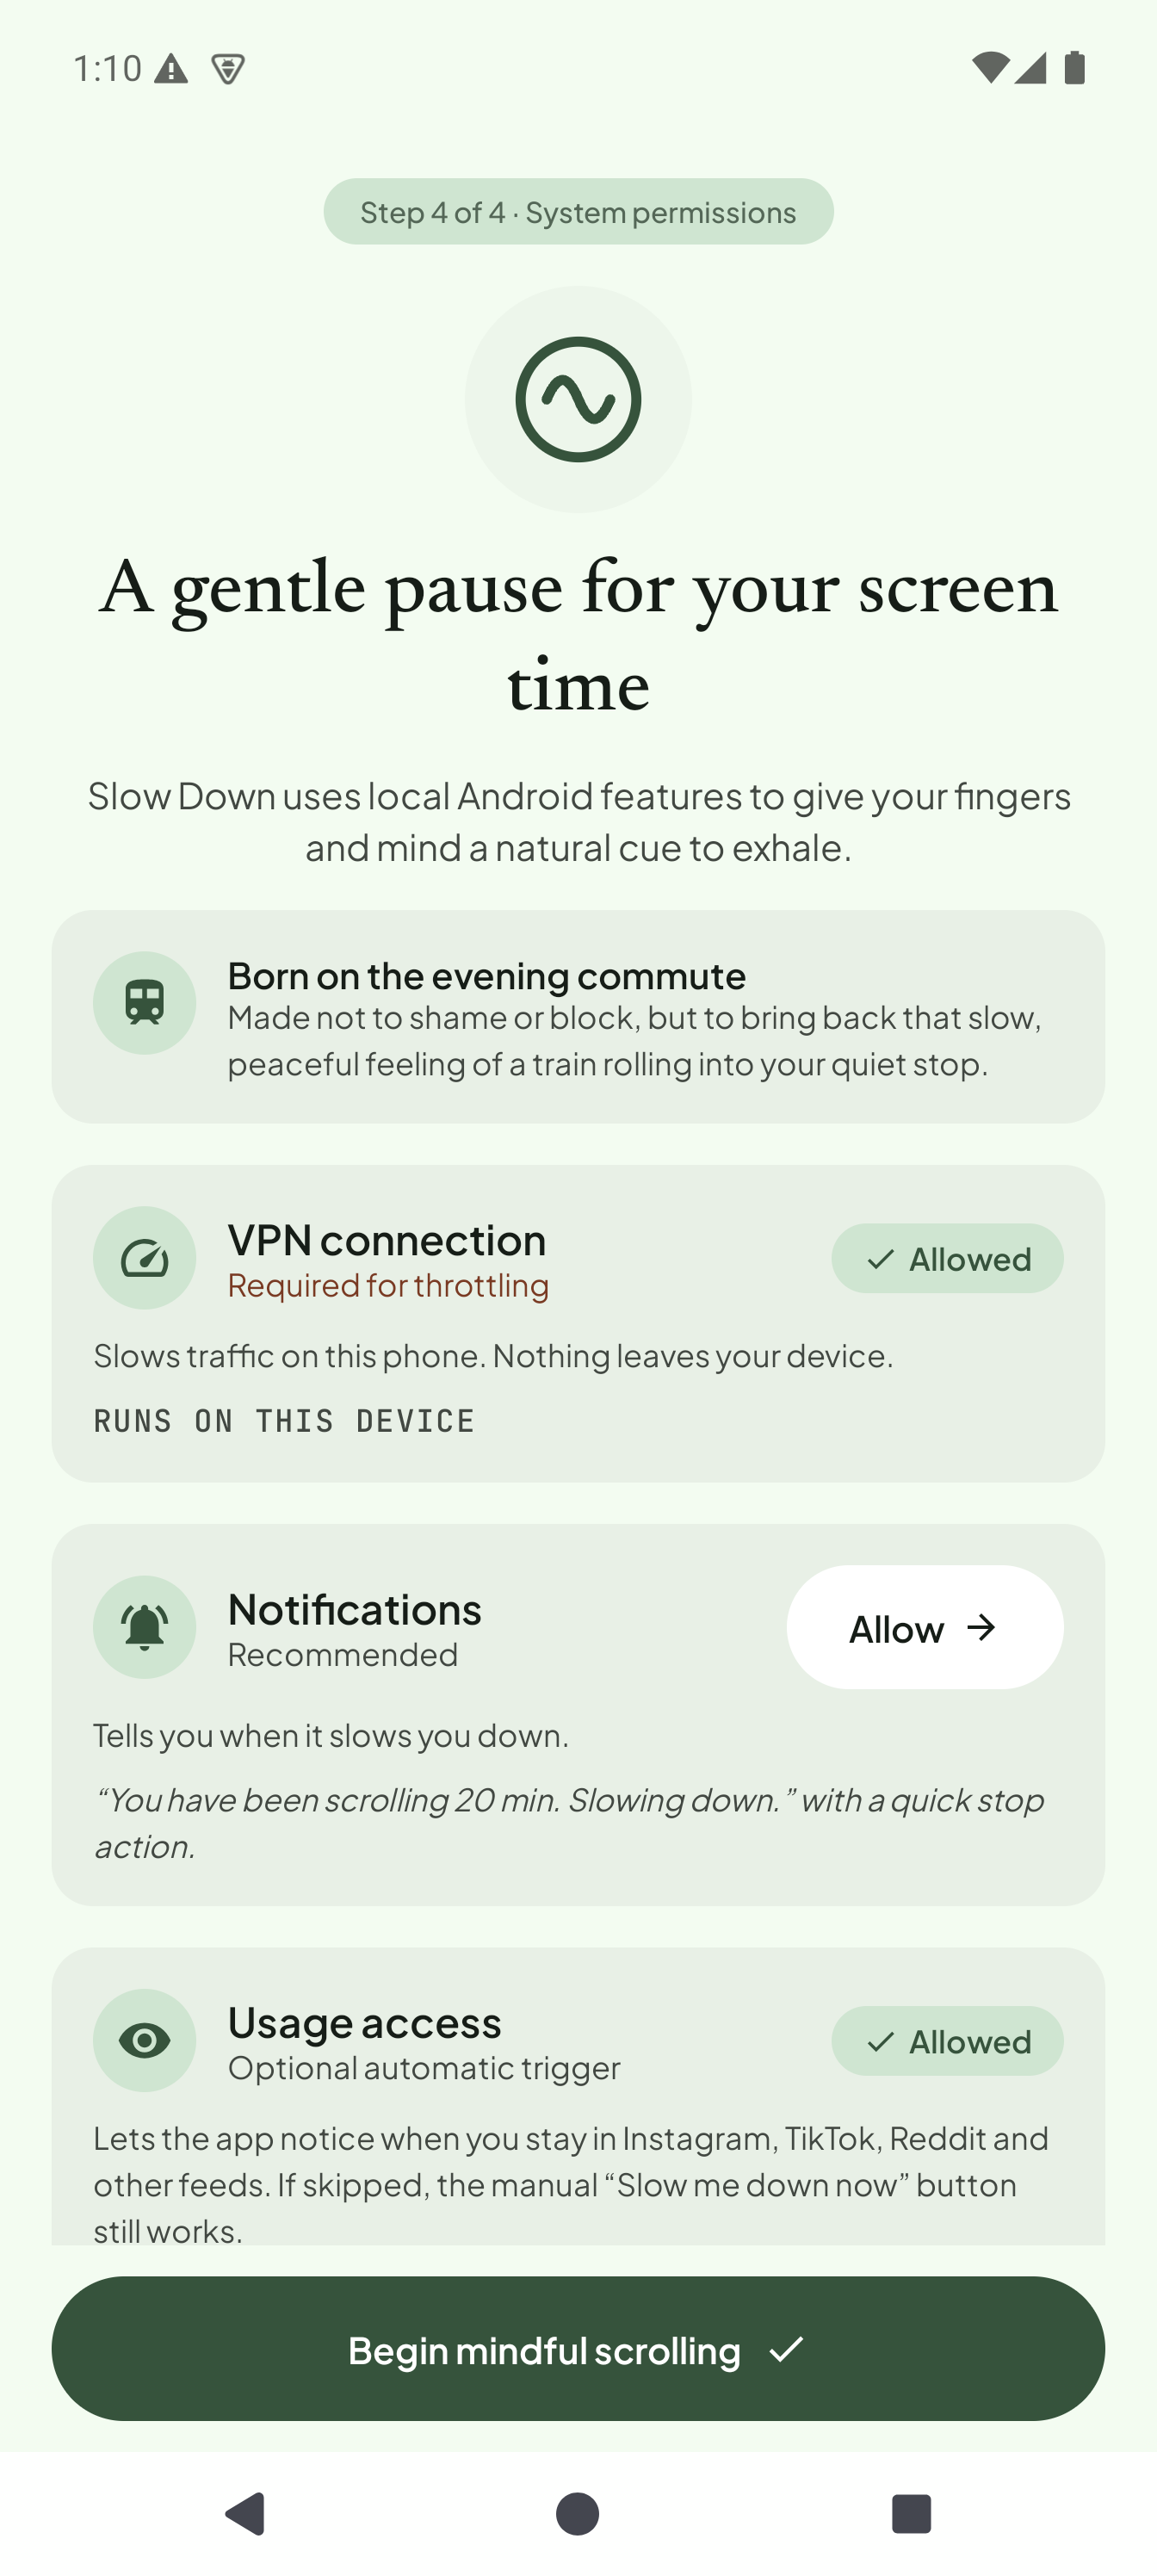 1:10
Step 4 of 4 · System permissions
A gentle pause for your screen
time
Slow Down uses local Android features to give your fingers
and mind a natural cue to exhale.
Born on the evening commute
Made not to shame or block, but to bring back that slow,
peaceful feeling of a train rolling into your quiet stop.
VPN connection
Required for throttling
Allowed
Slows traffic on this phone. Nothing leaves your device.
RUNS ON THIS DEVICE
Notifications
Recommended
Allow →
Tells you when it slows you down.
“You have been scrolling 20 min. Slowing down.” with a quick stop
action.
Usage access
Optional automatic trigger
Allowed
Lets the app notice when you stay in Instagram, TikTok, Reddit and
other feeds. If skipped, the manual “Slow me down now” button
still works.
Begin mindful scrolling